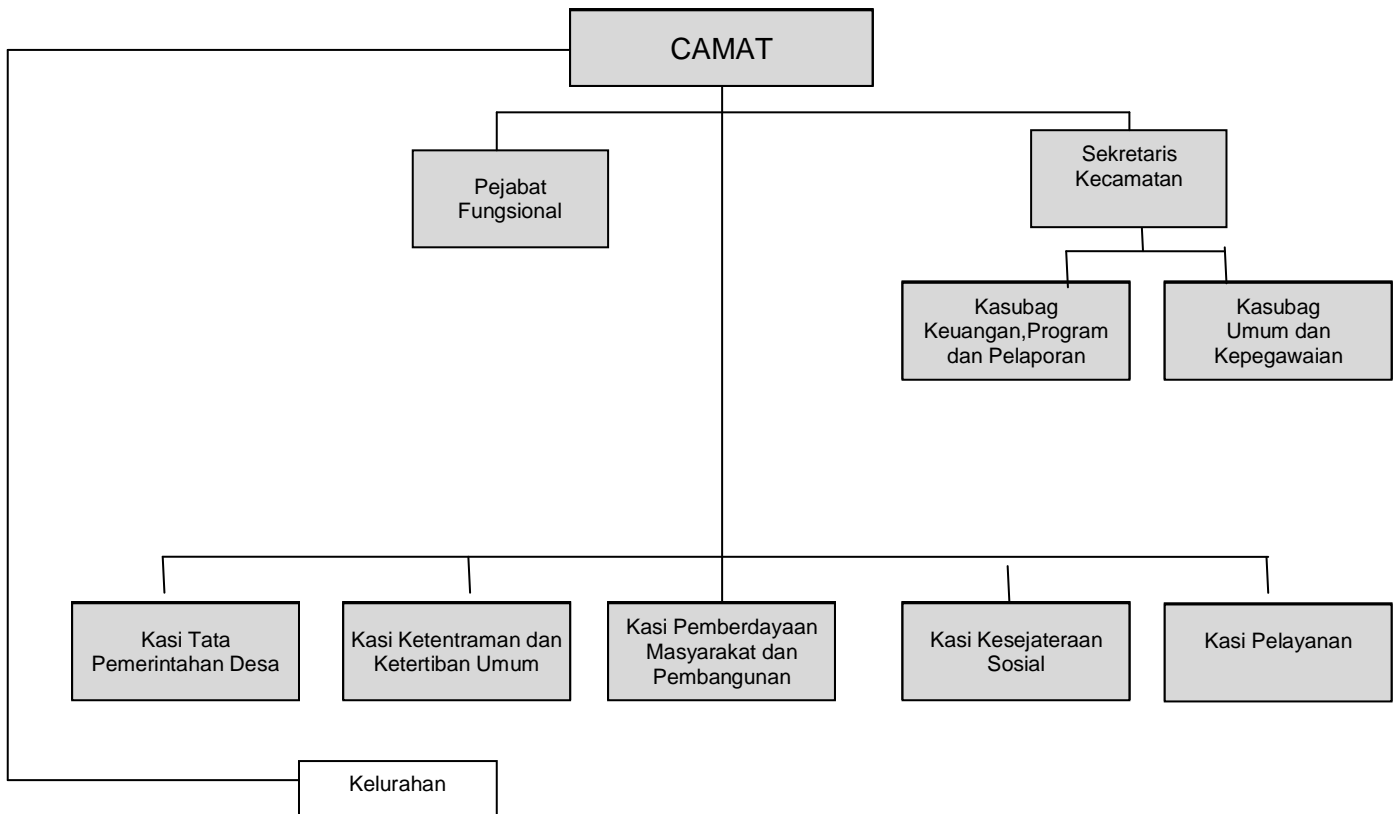 CAMAT
Pejabat
Fungsional
Sekretaris
Kecamatan
Kasubag
Keuangan,Program
dan Pelaporan
Kasubag
Umum dan
Kepegawaian
Kasi Tata
Pemerintahan Desa
Kasi Ketentraman dan
Ketertiban Umum
Kasi Pemberdayaan
Masyarakat dan
Pembangunan
Kasi Kesejateraan
Sosial
Kasi Pelayanan
Kelurahan